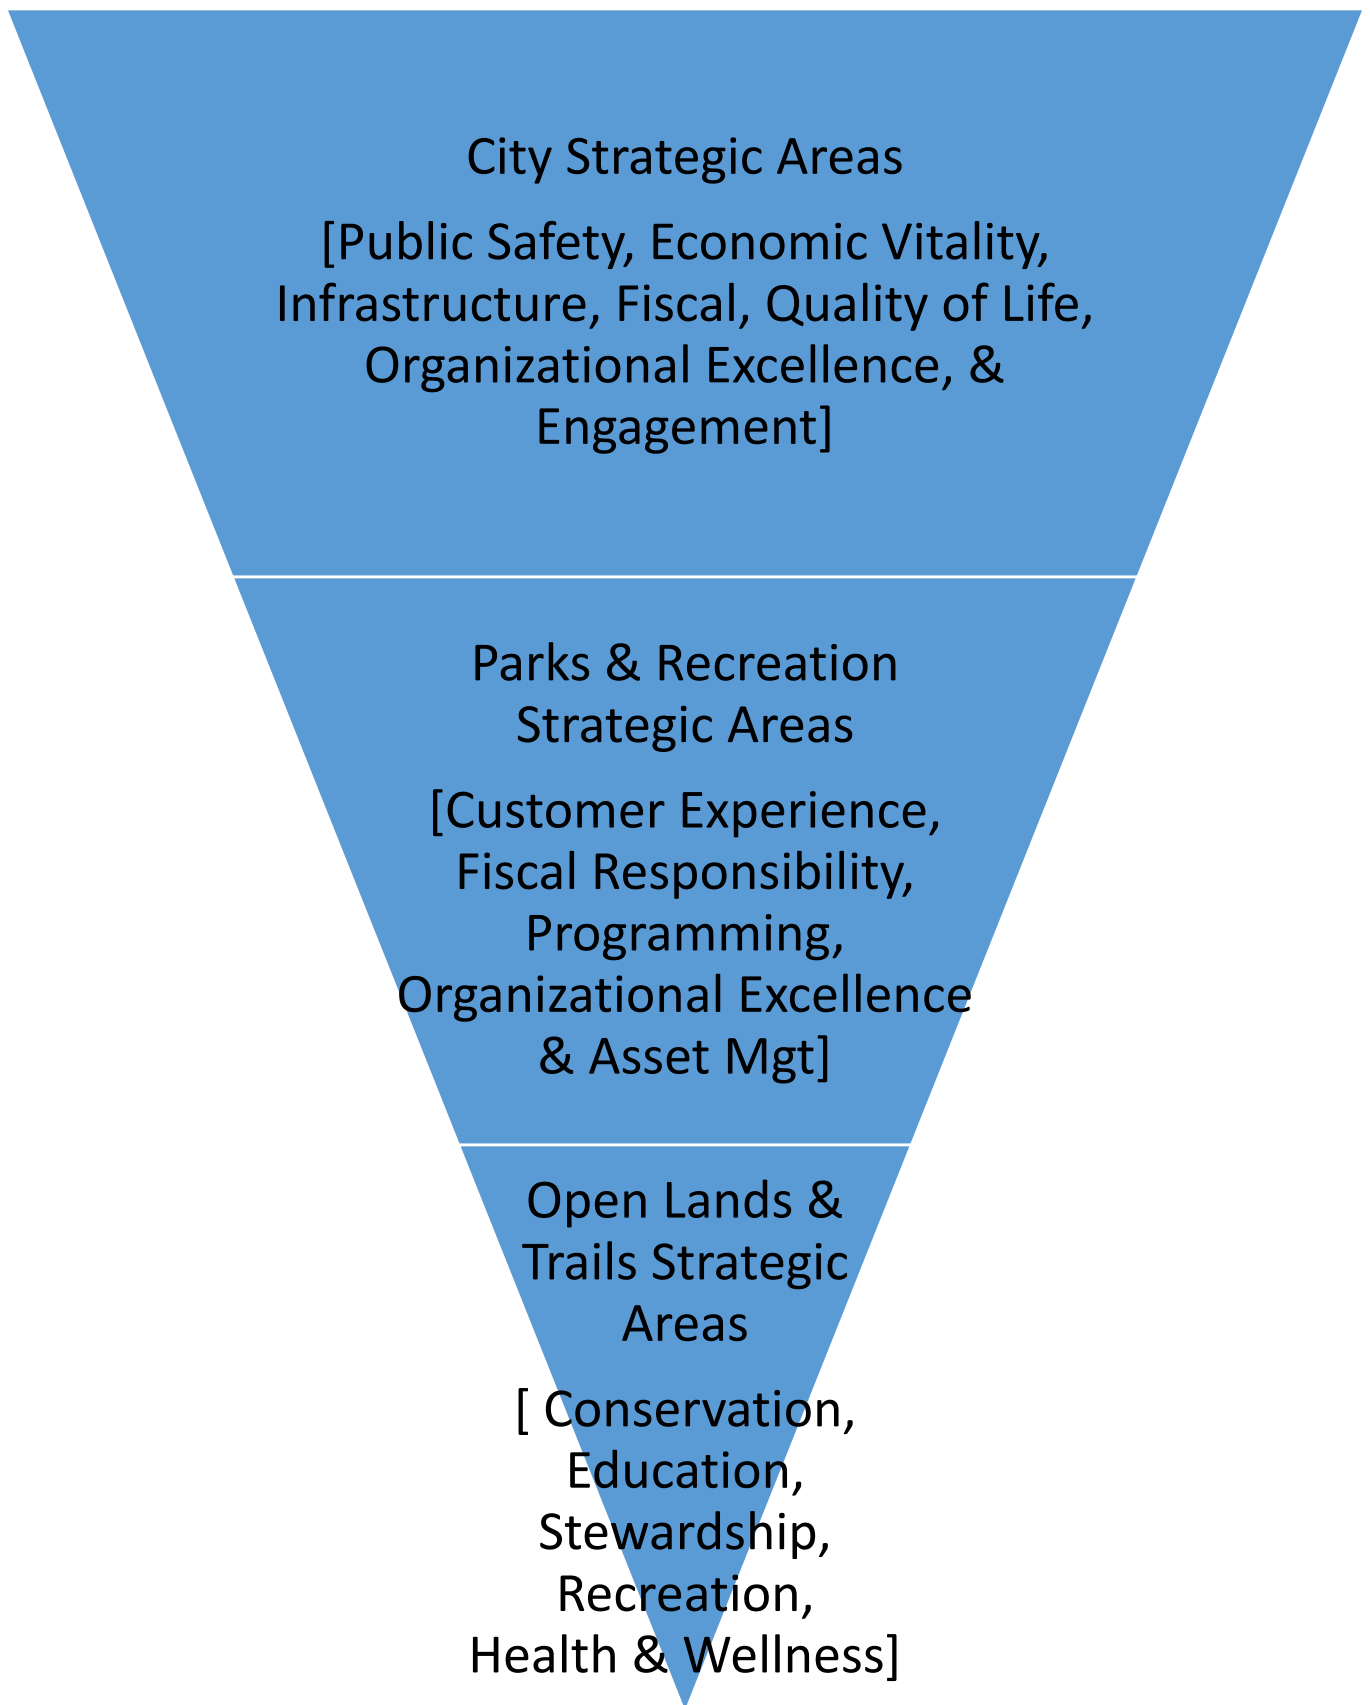 City Strategic Areas
[Public Safety, Economic Vitality,
Infrastructure, Fiscal, Quality of Life,
Organizational Excellence, &
Engagement]
Parks & Recreation
Strategic Areas
[Customer Experience,
Fiscal Responsibility,
Programming,
Organizational Excellence
& Asset Mgt]
Open Lands &
Trails Strategic
Areas
[ Conservation,
Education,
Stewardship,
Recreation,
Health & Wellness]